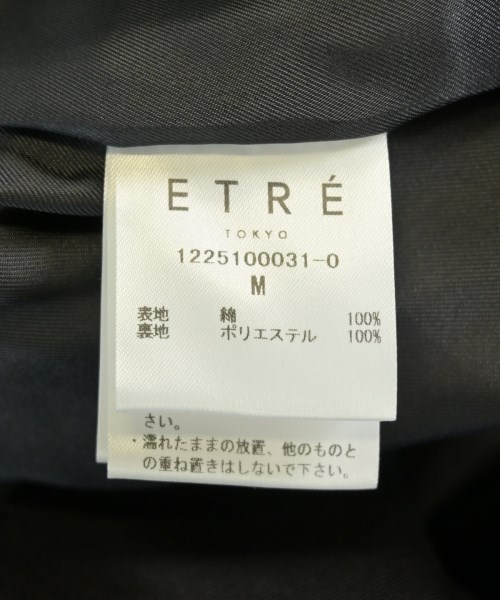 ETRÉ
TOKYO
1225100031-0
M
表地 綿 100%
裏地 ポリエステル 100%
さい。
・濡れたままの放置、他のものと
の重ね置きはしないで下さい。